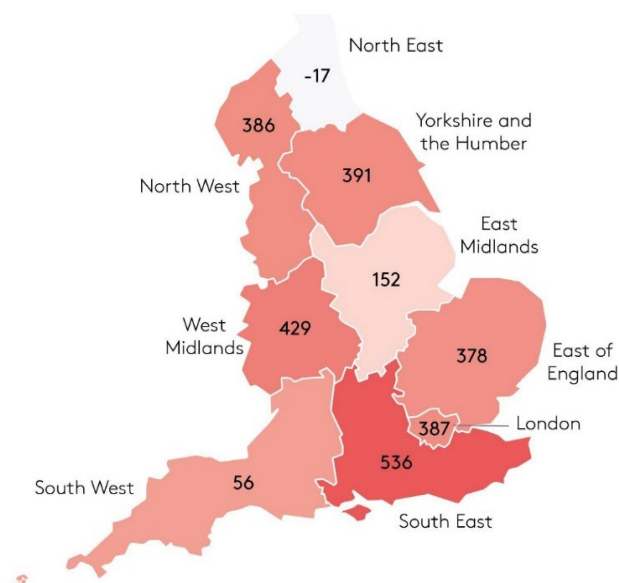 North East
-17
386
Yorkshire and
the Humber
391
North West
East
Midlands
152
West
Midlands
429
378
East of
England
387
London
536
56
South West
South East